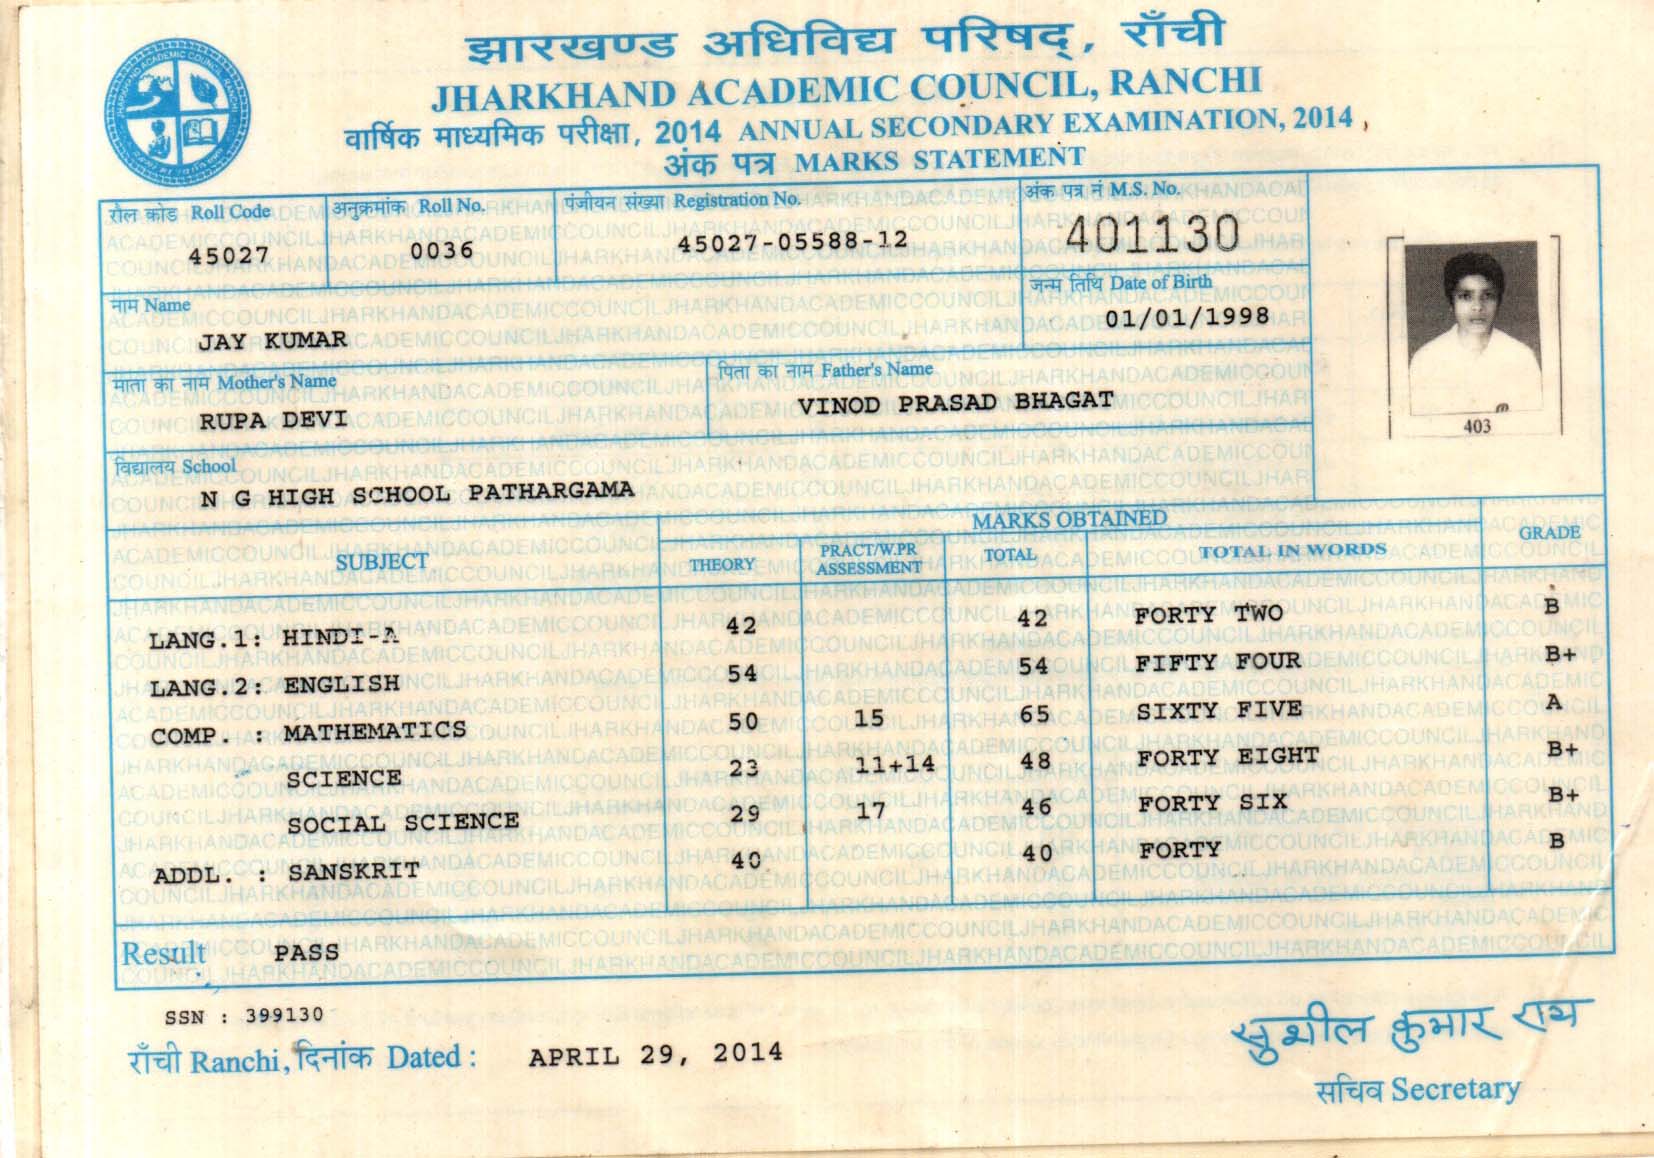 झारखण्ड अधिविद्य परिषद्, राँची
JHARKHAND ACADEMIC COUNCIL, RANCHI
वार्षिक माध्यमिक परीक्षा, 2014 ANNUAL SECONDARY EXAMINATION, 2014
अंक पत्र MARKS STATEMENT
रौल कोड Roll Code अनुक्रमांक Roll No. पंजीयन संख्या Registration No. अंक पत्र नं M.S. No.
45027 0036 45027-05588-12 401130
नाम Name जन्म तिथि Date of Birth
JAY KUMAR 01/01/1998
माता का नाम Mother's Name पिता का नाम Father's Name
RUPA DEVI VINOD PRASAD BHAGAT
403
विद्यालय School
N G HIGH SCHOOL PATHARGAMA
MARKS OBTAINED
SUBJECT THEORY PRACT/W.PR ASSESSMENT TOTAL TOTAL IN WORDS GRADE
LANG.1: HINDI-A 42 42 FORTY TWO B
LANG.2: ENGLISH 54 54 FIFTY FOUR B+
COMP. : MATHEMATICS 50 15 65 SIXTY FIVE A
SCIENCE 23 11+14 48 FORTY EIGHT B+
SOCIAL SCIENCE 29 17 46 FORTY SIX B+
ADDL. : SANSKRIT 40 40 FORTY B
Result PASS
SSN : 399130
राँची Ranchi, दिनांक Dated : APRIL 29, 2014
सुशील कुमार राय
सचिव Secretary